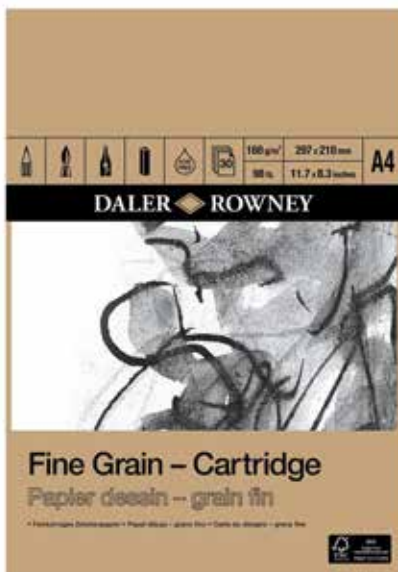 30
160 g/m²
297 x 210 mm
A4
98 lb.
11.7 x 8.3 inches
DALER ROWNEY
Fine Grain – Cartridge
Papier dessin – grain fin
FSC